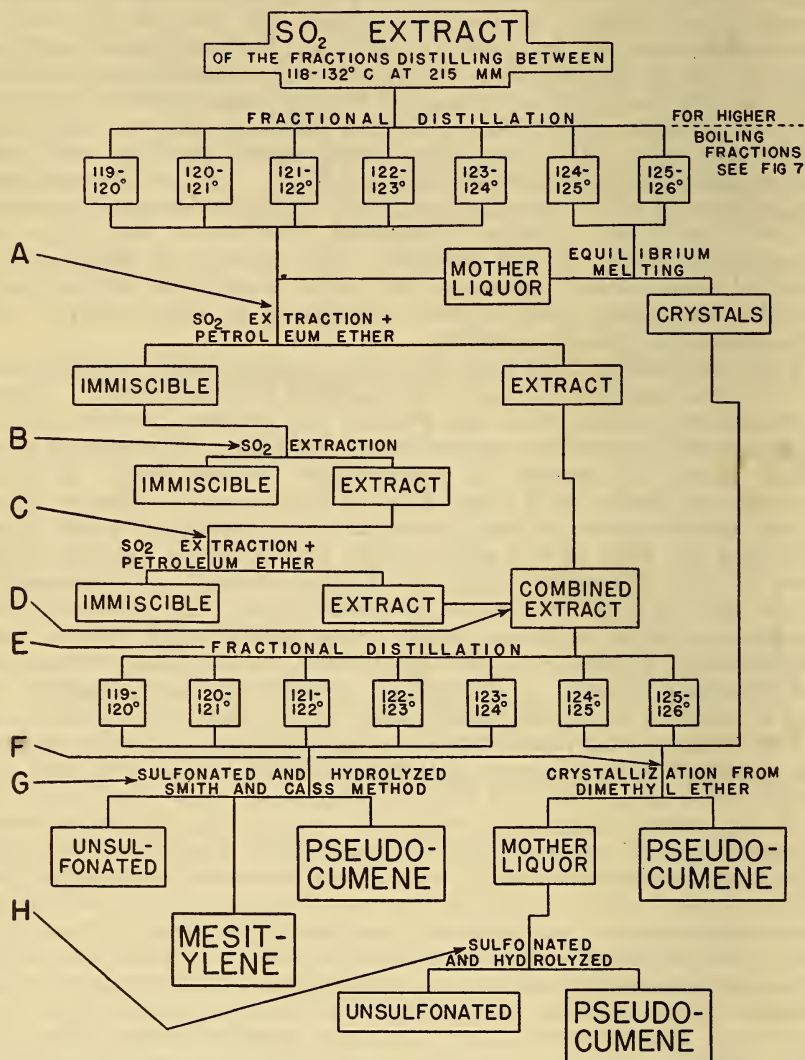 SO₂ EXTRACT
OF THE FRACTIONS DISTILLING BETWEEN
118-132° C AT 215 MM
FRACTIONAL DISTILLATION
FOR HIGHER
BOILING
FRACTIONS
SEE FIG 7
119-
120°
120-
121°
121-
122°
122-
123°
123-
124°
124-
125°
125-
126°
A
MOTHER
LIQUOR
EQUILIBRIUM
MELTING
CRYSTALS
SO₂ EXTRACTION +
PETROLEUM ETHER
IMMISCIBLE
EXTRACT
B
SO₂ EXTRACTION
IMMISCIBLE
EXTRACT
C
SO₂ EXTRACTION +
PETROLEUM ETHER
IMMISCIBLE
EXTRACT
COMBINED
EXTRACT
D
E
FRACTIONAL DISTILLATION
119-
120°
120-
121°
121-
122°
122-
123°
123-
124°
124-
125°
125-
126°
F
G
SULFONATED AND HYDROLYZED
SMITH AND CASS METHOD
CRYSTALLIZATION FROM
DIMETHYL ETHER
UNSUL-
FONATED
MESIT-
YLENE
PSEUDO-
CUMENE
MOTHER
LIQUOR
PSEUDO-
CUMENE
H
SULFONATED
AND HYDROLYZED
UNSULFONATED
PSEUDO-
CUMENE